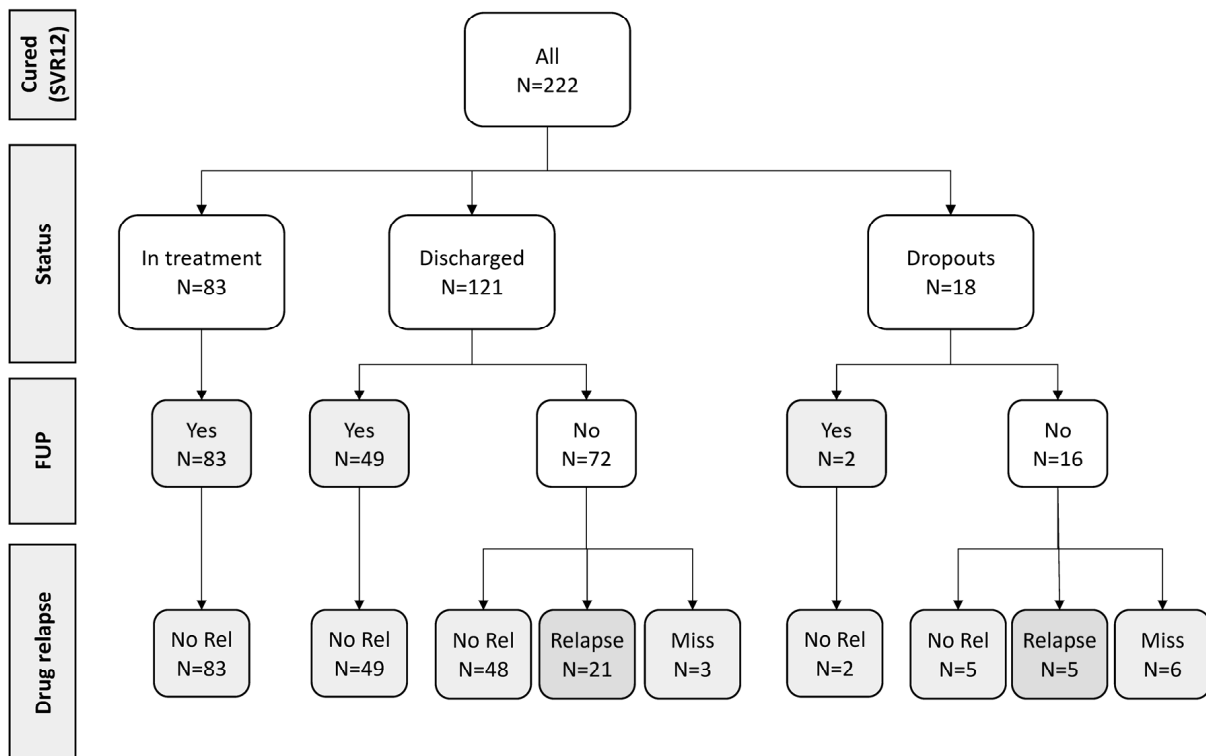 Cured
(SVR12)
All
N=222
Status
In treatment
N=83
Discharged
N=121
Dropouts
N=18
FUP
Yes
N=83
Yes
N=49
No
N=72
Yes
N=2
No
N=16
Drug relapse
No Rel
N=83
No Rel
N=49
No Rel
N=48
Relapse
N=21
Miss
N=3
No Rel
N=2
No Rel
N=5
Relapse
N=5
Miss
N=6